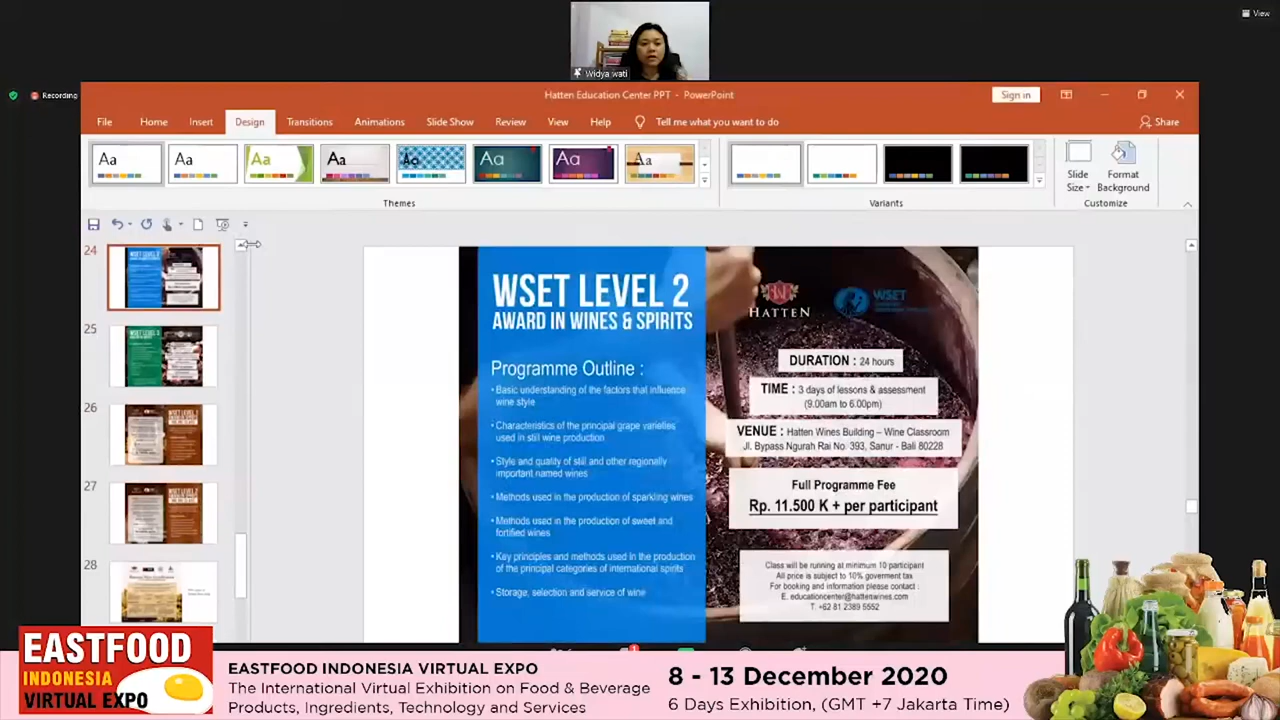 View
Widya wati
Recording
Hatten Education Center PPT - PowerPoint
Sign in
File Home Insert Design Transitions Animations Slide Show Review View Help Tell me what you want to do
Share
Aa Aa Aa Aa Aa Aa Aa Aa
Slide Size
Format Background
Themes
Variants
Customize
24
25
26
27
28
WSET LEVEL 2
AWARD IN WINES & SPIRITS
Programme Outline :
• Basic understanding of the factors that influence
wine style
• Characteristics of the principal grape varieties
used in still wine production
• Style and quality of still and other regionally
important named wines
• Methods used in the production of sparkling wines
• Methods used in the production of sweet and
fortified wines
• Key principles and methods used in the production
of the principal categories of international spirits
• Storage, selection and service of wine
HATTEN
WSET
DURATION : 24 hours
TIME : 3 days of lessons & assessment
(9.00am to 6.00pm)
VENUE : Hatten Wines Building – Wine Classroom
Jl. Bypass Ngurah Rai No. 393, Sanur - Bali 80228
Full Programme Fee
Rp. 11.500 K + per participant
Class will be running at minimum 10 participant
All price is subject to 10% goverment tax
For booking and information please contact :
E. educationcenter@hattenwines.com
T. +62 81 2389 5552
EASTFOOD
INDONESIA
VIRTUAL EXPO
EASTFOOD INDONESIA VIRTUAL EXPO
The International Virtual Exhibition on Food & Beverage
Products, Ingredients, Technology and Services
8 - 13 December 2020
6 Days Exhibition, (GMT +7 Jakarta Time)